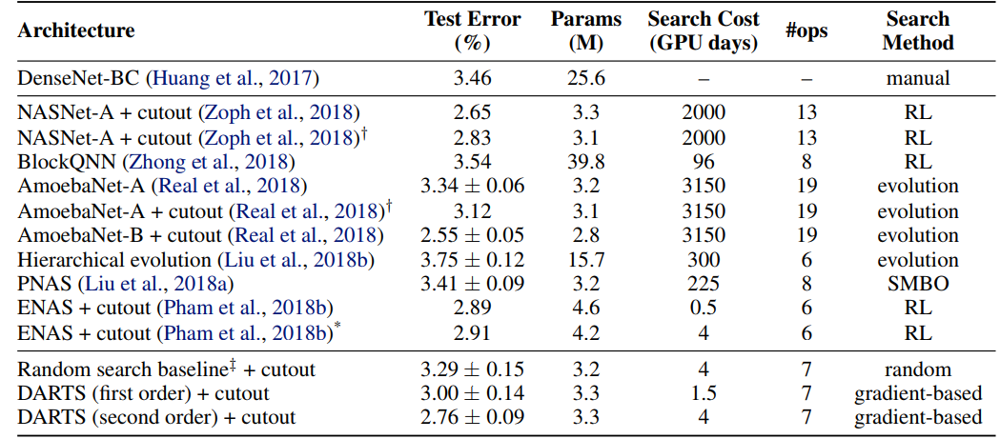 Architecture Test Error (%) Params (M) Search Cost (GPU days) #ops Search Method
DenseNet-BC (Huang et al., 2017) 3.46 25.6 – – manual
NASNet-A + cutout (Zoph et al., 2018) 2.65 3.3 2000 13 RL
NASNet-A + cutout (Zoph et al., 2018)† 2.83 3.1 2000 13 RL
BlockQNN (Zhong et al., 2018) 3.54 39.8 96 8 RL
AmoebaNet-A (Real et al., 2018) 3.34 ± 0.06 3.2 3150 19 evolution
AmoebaNet-A + cutout (Real et al., 2018)† 3.12 3.1 3150 19 evolution
AmoebaNet-B + cutout (Real et al., 2018) 2.55 ± 0.05 2.8 3150 19 evolution
Hierarchical evolution (Liu et al., 2018b) 3.75 ± 0.12 15.7 300 6 evolution
PNAS (Liu et al., 2018a) 3.41 ± 0.09 3.2 225 8 SMBO
ENAS + cutout (Pham et al., 2018b) 2.89 4.6 0.5 6 RL
ENAS + cutout (Pham et al., 2018b)* 2.91 4.2 4 6 RL
Random search baseline‡ + cutout 3.29 ± 0.15 3.2 4 7 random
DARTS (first order) + cutout 3.00 ± 0.14 3.3 1.5 7 gradient-based
DARTS (second order) + cutout 2.76 ± 0.09 3.3 4 7 gradient-based